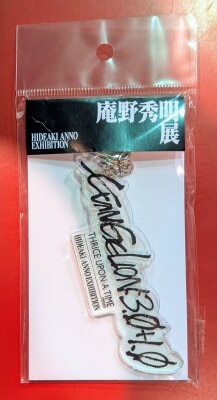 庵野秀明
展
HIDEAKI ANNO
EXHIBITION
EVANGELION:3.0+1.0
THRICE UPON A TIME
HIDEAKI ANNO EXHIBITION